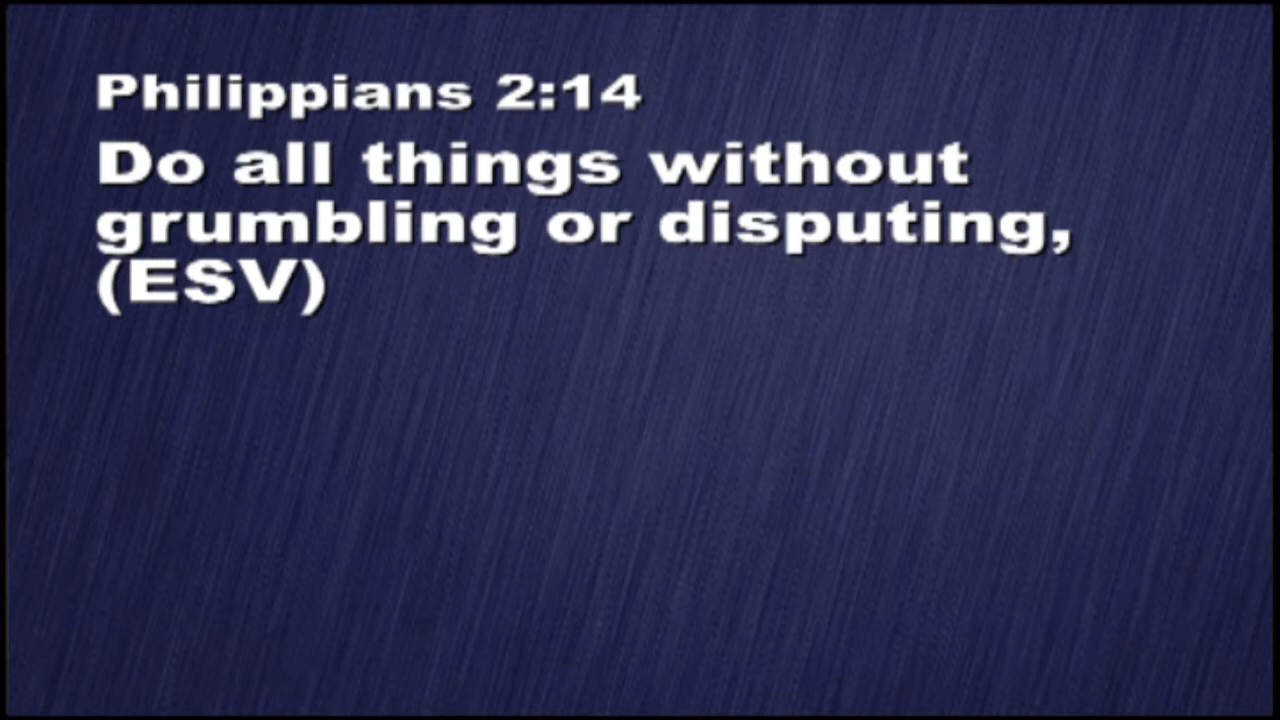 Philippians 2:14
Do all things without
grumbling or disputing,
(ESV)